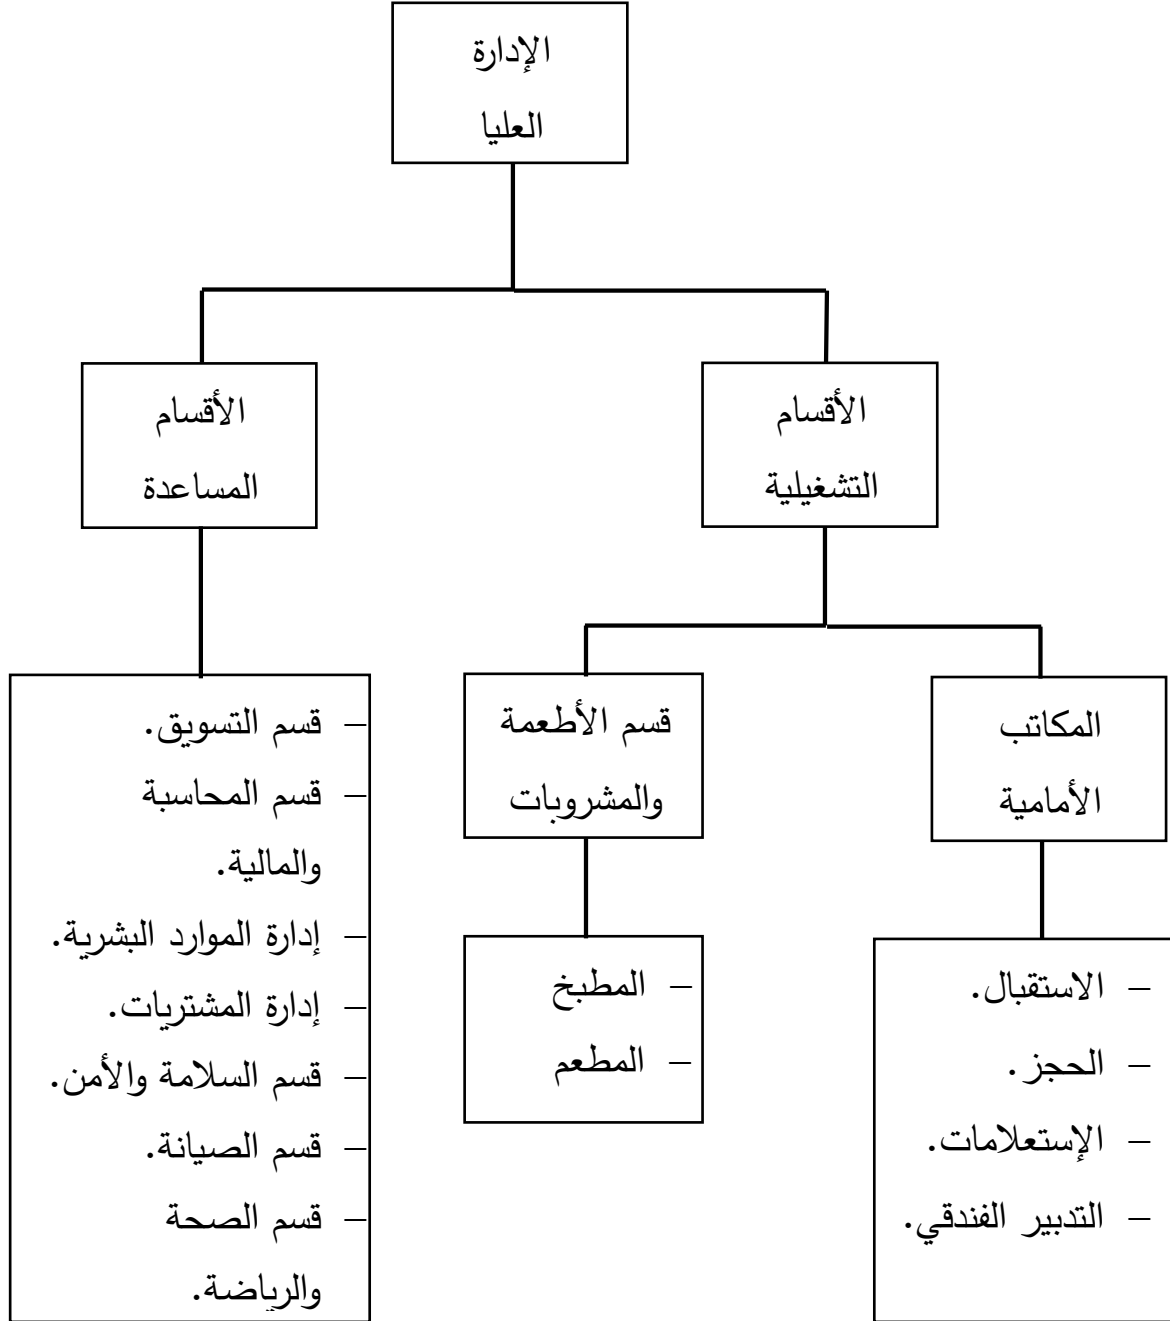 الإدارة
العليا
الأقسام
التشغيلية
الأقسام
المساعدة
المكاتب
الأمامية
قسم الأطعمة
والمشروبات
– الاستقبال.
– الحجز.
– الإستعلامات.
– التدبير الفندقي.
– المطبخ
– المطعم
– قسم التسويق.
– قسم المحاسبة
والمالية.
– إدارة الموارد البشرية.
– إدارة المشتريات.
– قسم السلامة والأمن.
– قسم الصيانة.
– قسم الصحة
والرياضة.